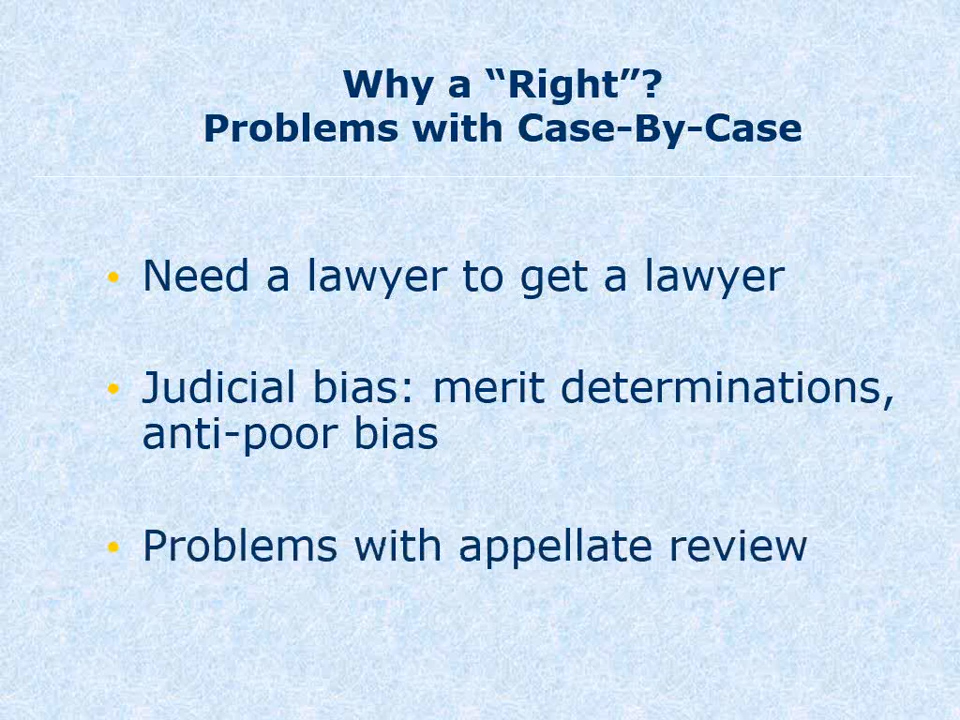 Why a “Right”?
Problems with Case-By-Case
• Need a lawyer to get a lawyer
• Judicial bias: merit determinations,
anti-poor bias
• Problems with appellate review